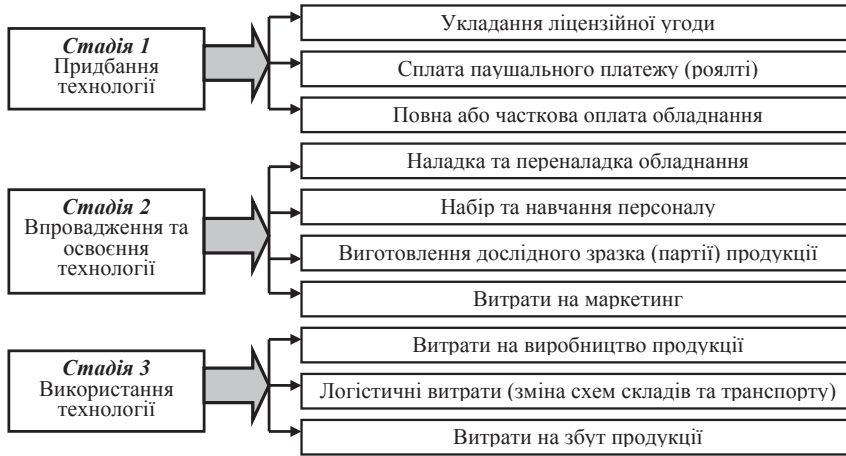 Стадія 1
Придбання
технології
Укладання ліцензійної угоди
Сплата паушального платежу (роялті)
Повна або часткова оплата обладнання
Стадія 2
Впровадження та
освоєння
технології
Наладка та переналадка обладнання
Набір та навчання персоналу
Виготовлення дослідного зразка (партії) продукції
Витрати на маркетинг
Стадія 3
Використання
технології
Витрати на виробництво продукції
Логістичні витрати (зміна схем складів та транспорту)
Витрати на збут продукції